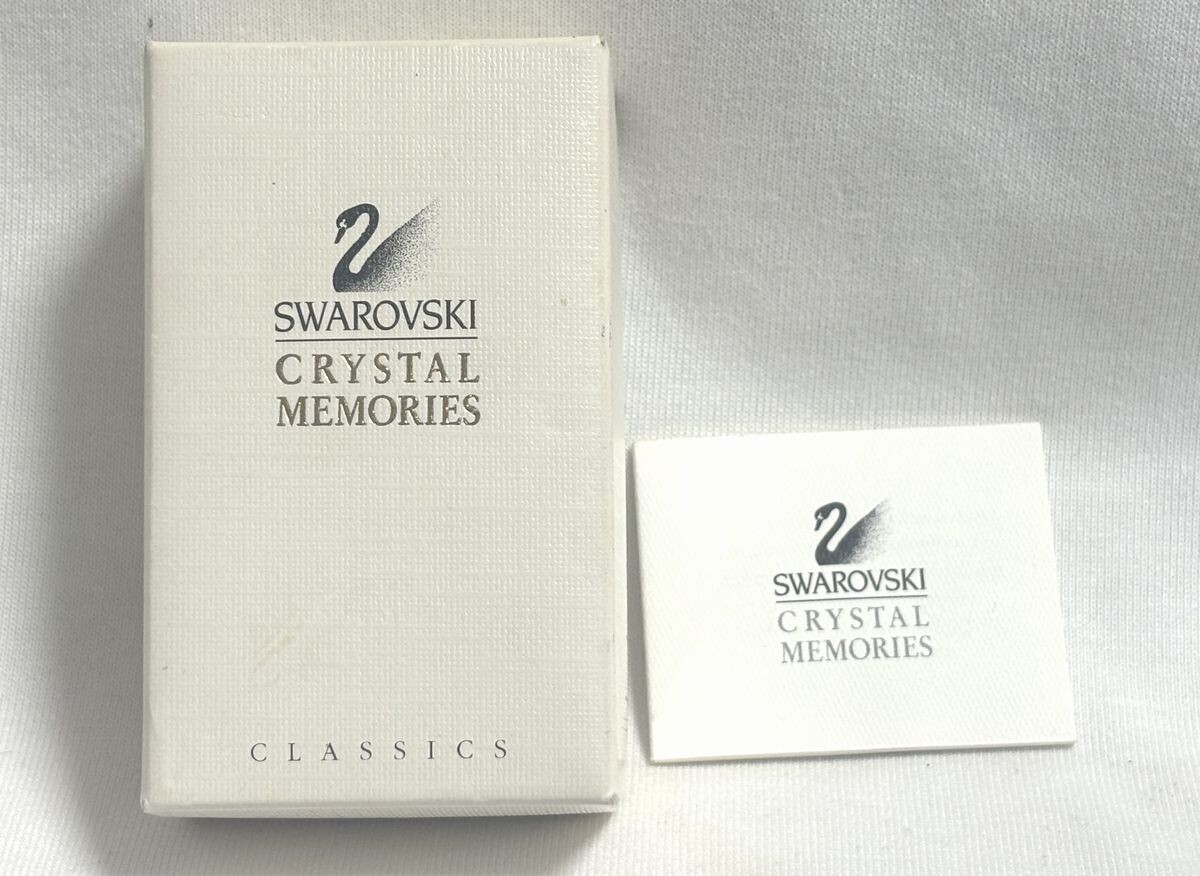 SWAROVSKI
CRYSTAL
MEMORIES
CLASSICS
SWAROVSKI
CRYSTAL
MEMORIES